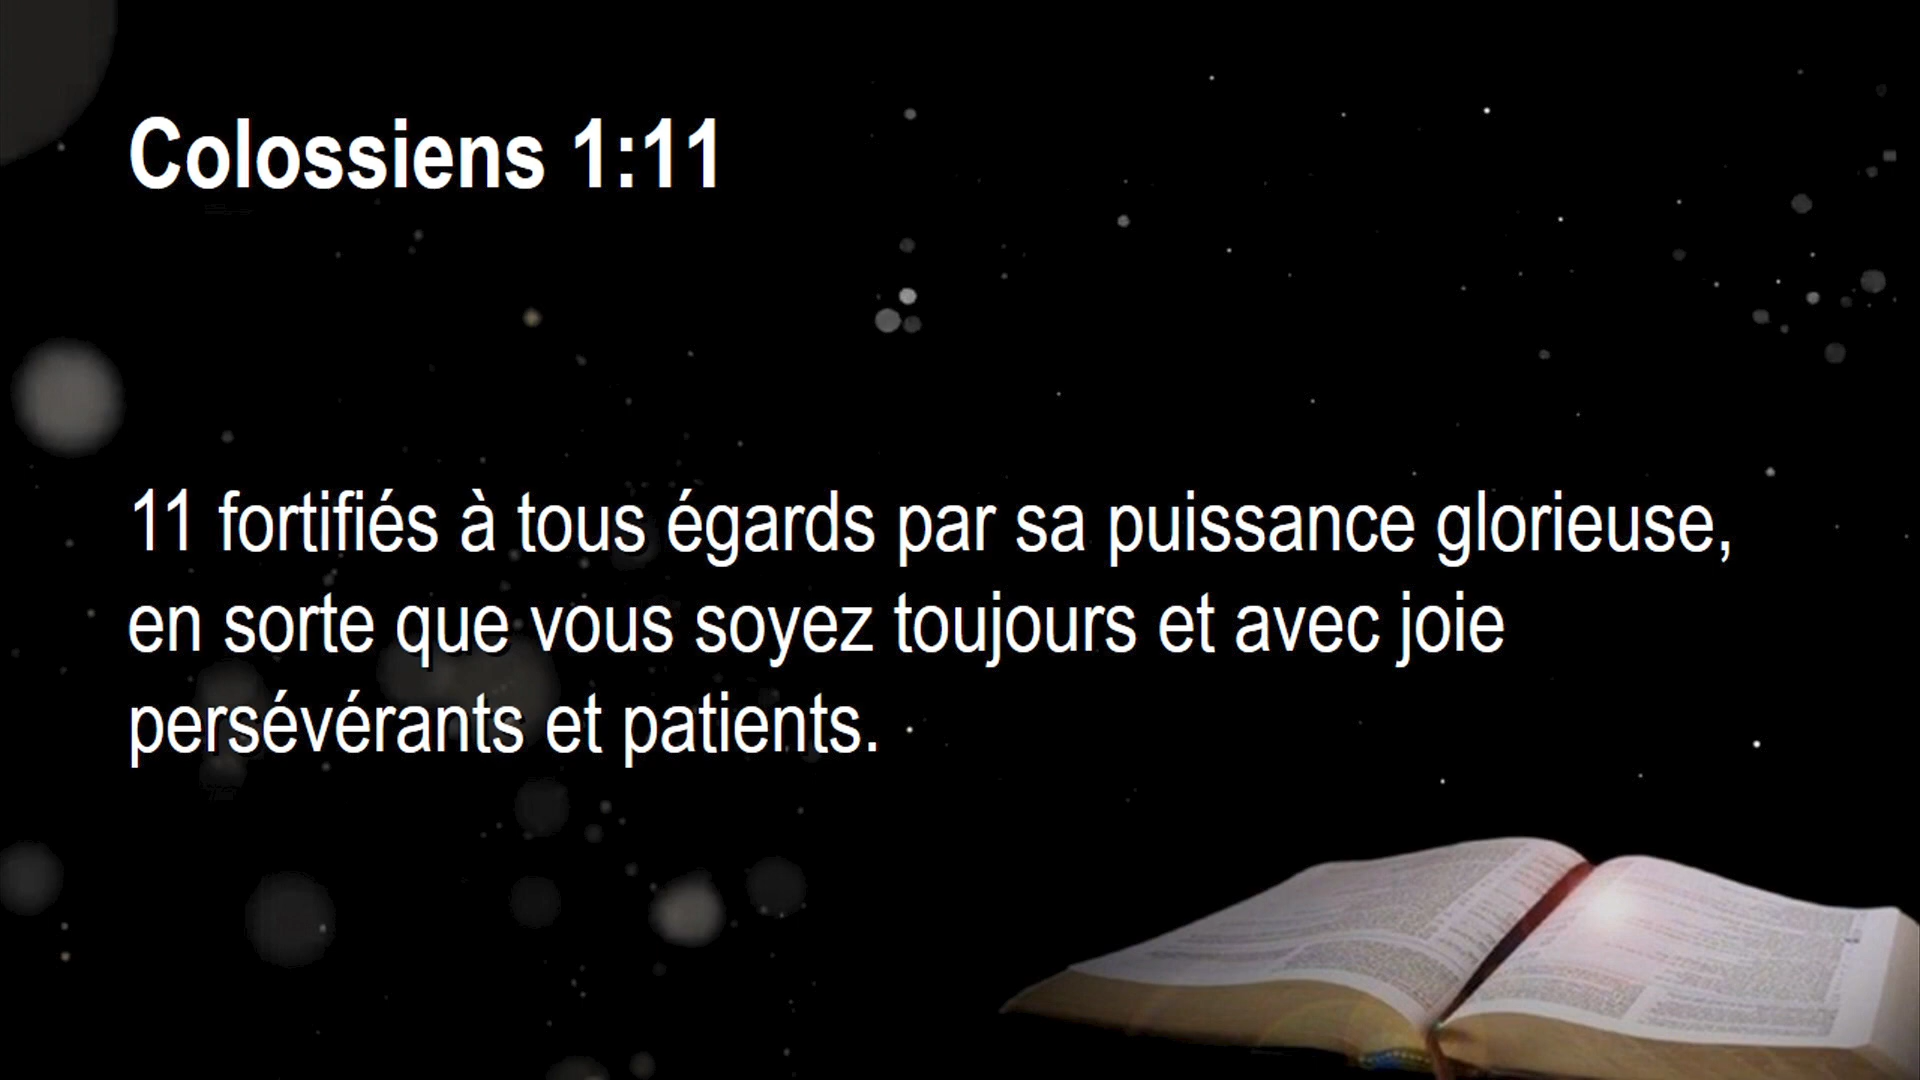 Colossiens 1:11
11 fortifiés à tous égards par sa puissance glorieuse,
en sorte que vous soyez toujours et avec joie
persévérants et patients.